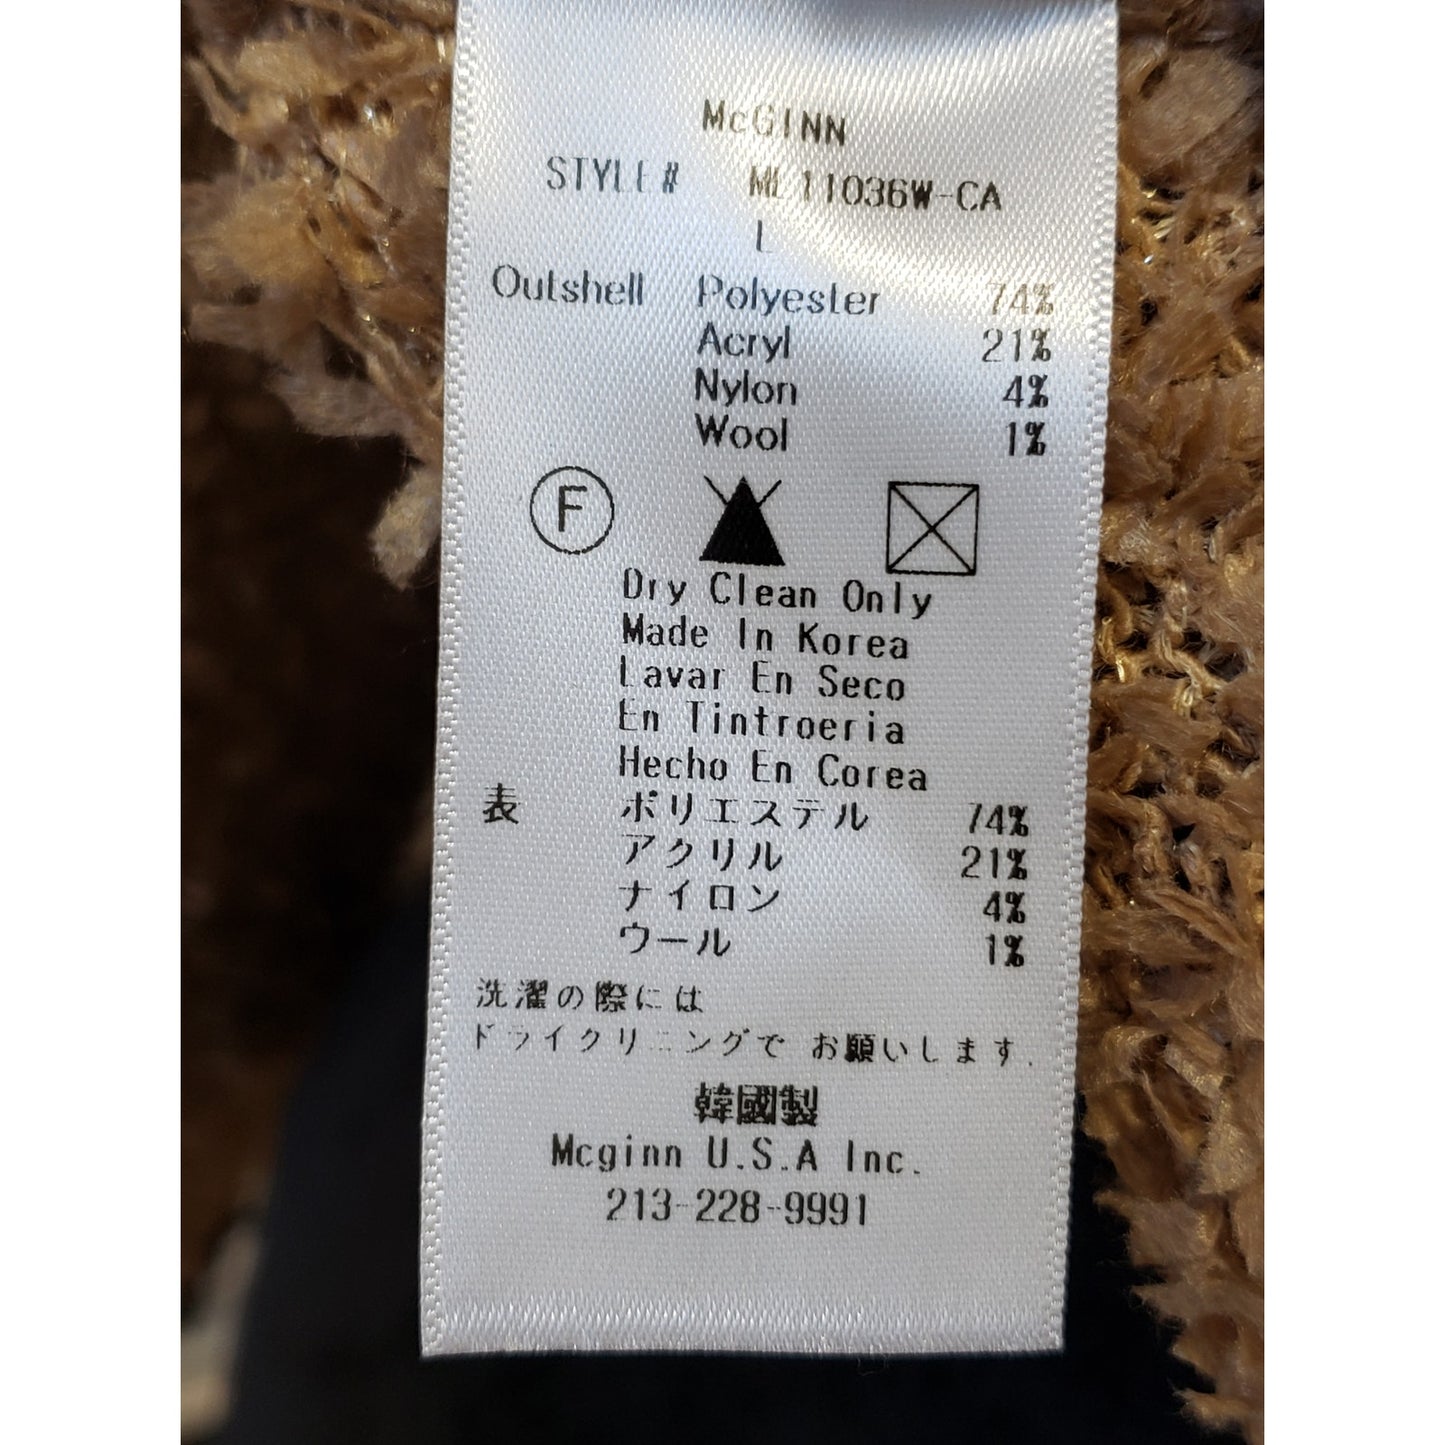 McGINN
STYLE# ML11036W-CA
L
Outshell Polyester 74%
Acryl 21%
Nylon 4%
Wool 1%
F
Dry Clean Only
Made In Korea
Lavar En Seco
En Tintroeria
Hecho En Corea
表 ポリエステル 74%
アクリル 21%
ナイロン 4%
ウール 1%
洗濯の際には
ドライクリーニングで お願いします.
韓國製
Mcginn U.S.A Inc.
213-228-9991